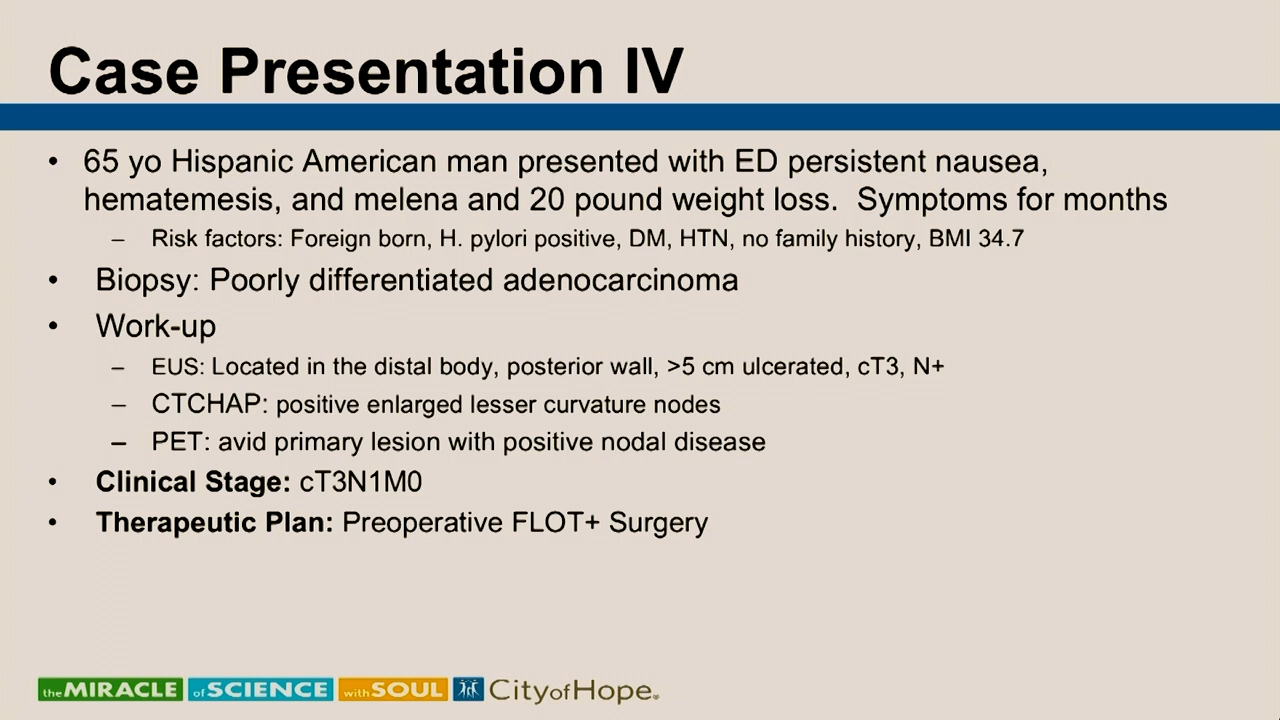 Case Presentation IV
• 65 yo Hispanic American man presented with ED persistent nausea,
hematemesis, and melena and 20 pound weight loss.  Symptoms for months
– Risk factors: Foreign born, H. pylori positive, DM, HTN, no family history, BMI 34.7
• Biopsy: Poorly differentiated adenocarcinoma
• Work-up
– EUS: Located in the distal body, posterior wall, >5 cm ulcerated, cT3, N+
– CTCHAP: positive enlarged lesser curvature nodes
– PET: avid primary lesion with positive nodal disease
• Clinical Stage: cT3N1M0
• Therapeutic Plan: Preoperative FLOT+ Surgery
the MIRACLE of SCIENCE with SOUL CityofHope®